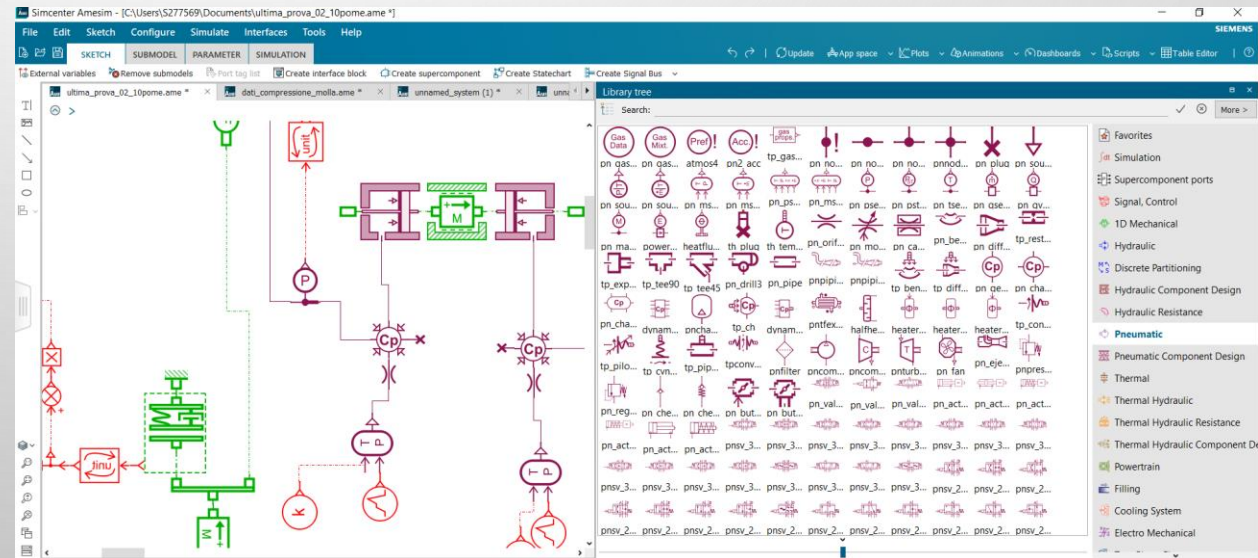 Simcenter Amesim - [C:\Users\S277569\Documents\ultima_prova_02_10pome.ame *]
File Edit Sketch Configure Simulate Interfaces Tools Help
SIEMENS
SKETCH SUBMODEL PARAMETER SIMULATION
Update App space Plots Animations Dashboards Scripts Table Editor
External variables Remove submodels Port tag list Create interface block Create supercomponent Create Statechart Create Signal Bus
ultima_prova_02_10pome.ame * dati_compressione_molla.ame * unnamed_system (1) *
Library tree
Search:
More >
Gas Data Gas Mixt. Pref! Acc.! gas props.
pn_gas... pn_gas... atmos4 pn2_acc tp_gas... pn_no... pn_no... pn_no... pnnod... pn_plug pn_sou...
pn_sou... pn_sou... pn_ms... pn_ms... pn_ps... pn_ms... pn_pse... pn_pst... pn_tse... pn_qse... pn_qv...
pn_ma... power... heatflu... th_plug th_tem... pn_orif... pn_mo... pn_ca... pn_be... pn_diff... tp_rest...
tp_exp... tp_tee90 tp_tee45 pn_drill3 pn_pipe pnpipi... pnpipi... tp_ben... tp_diff... pn_ge... pn_cha...
pn_cha... dynam... pncha... tp_ch dynam... pntfex... halfhe... heater... heater... heater... tp_con...
tp_pilo... tp_cyn... tp_pip... tpconv... pnfilter pncom... pncom... pnturb... pn_fan pn_eje... pnpres...
pn_reg... pn_che... pn_che... pn_but... pn_but... pn_val... pn_val... pn_val... pn_act... pn_act... pn_act...
pn_act... pn_act... pn_act... pnsv_3... pnsv_3... pnsv_3... pnsv_3... pnsv_3... pnsv_3... pnsv_3... pnsv_3...
pnsv_3... pnsv_3... pnsv_3... pnsv_3... pnsv_3... pnsv_3... pnsv_3... pnsv_3... pnsv_2... pnsv_2... pnsv_2...
pnsv_2... pnsv_2... pnsv_2... pnsv_2... pnsv_2... pnsv_2... pnsv_2... pnsv_2... pnsv_2... pnsv_2... pnsv_2...
Favorites
Simulation
Supercomponent ports
Signal, Control
1D Mechanical
Hydraulic
Discrete Partitioning
Hydraulic Component Design
Hydraulic Resistance
Pneumatic
Pneumatic Component Design
Thermal
Thermal Hydraulic
Thermal Hydraulic Resistance
Thermal Hydraulic Component De
Powertrain
Filling
Cooling System
Electro Mechanical
unit
M
P
Cp
Cp
T P
T P
k
unit
M